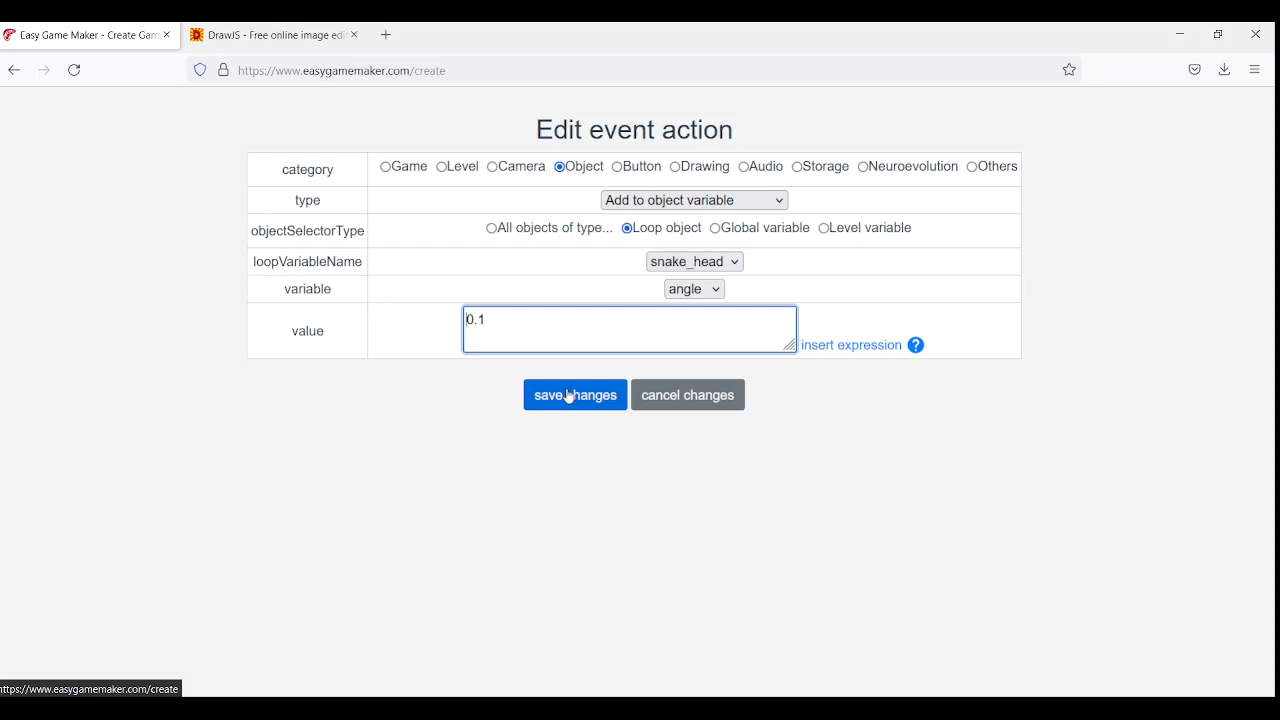 Easy Game Maker - Create Gam
DrawJS - Free online image edit
https://www.easygamemaker.com/create
Edit event action
category Game Level Camera Object Button Drawing Audio Storage Neuroevolution Others
type Add to object variable
objectSelectorType All objects of type... Loop object Global variable Level variable
loopVariableName snake_head
variable angle
value 0.1
insert expression ?
save changes cancel changes
https://www.easygamemaker.com/create